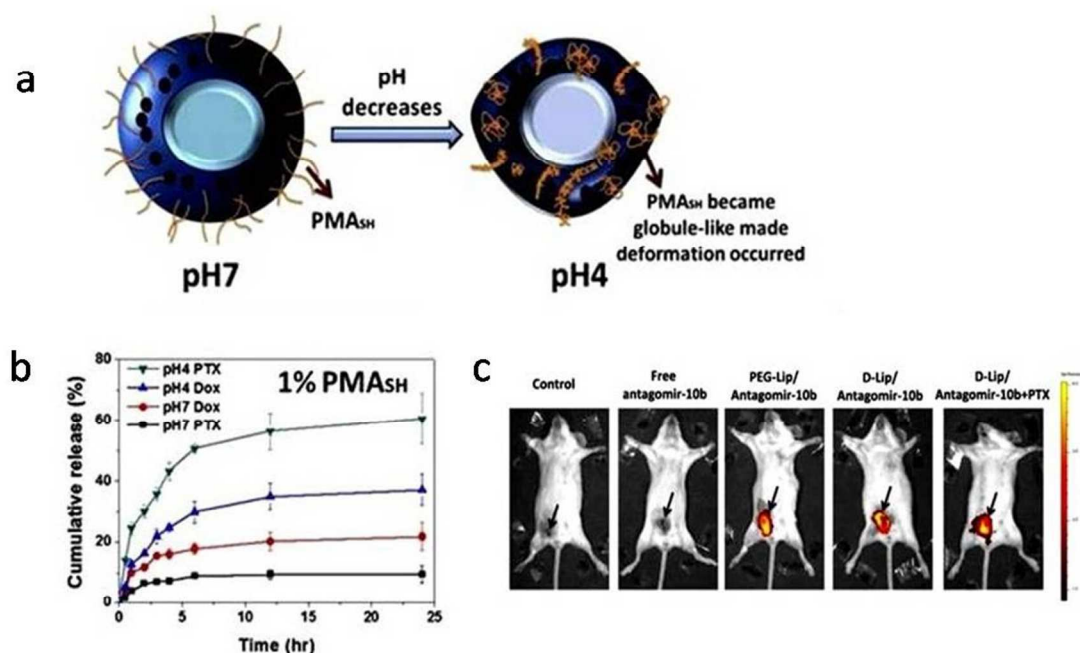 a
pH
decreases
PMASH
PMASH became
globule-like made
deformation occurred
pH7
pH4
b
80
60
40
20
0
Cumulative release (%)
pH4 PTX
pH4 Dox
pH7 Dox
pH7 PTX
1% PMASH
0 5 10 15 20 25
Time (hr)
c
Control
Free
antagomir-10b
PEG-Lip/
Antagomir-10b
D-Lip/
Antagomir-10b
D-Lip/
Antagomir-10b+PTX